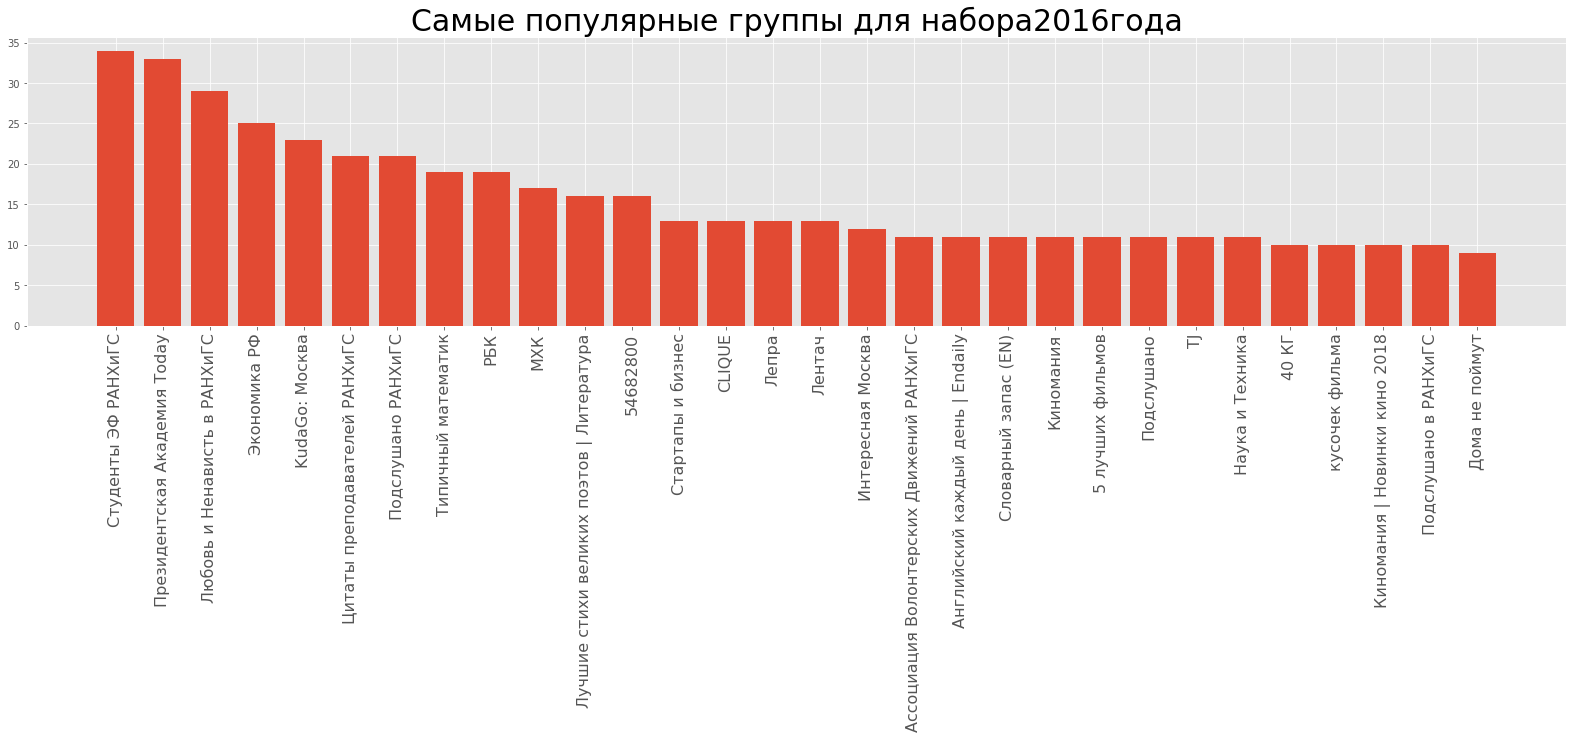 Самые популярные группы для набора2016года
35
30
25
20
15
10
5
0
Студенты ЭФ РАНХиГС
Президентская Академия Today
Любовь и Ненависть в РАНХиГС
Экономика РФ
KudaGo: Москва
Цитаты преподавателей РАНХиГС
Подслушано РАНХиГС
Типичный математик
РБК
МХК
Лучшие стихи великих поэтов | Литература
54682800
Стартапы и бизнес
CLIQUE
Лепра
Лентач
Интересная Москва
Ассоциация Волонтерских Движений РАНХиГС
Английский каждый день | Endaily
Словарный запас (EN)
Киномания
5 лучших фильмов
Подслушано
TJ
Наука и Техника
40 КГ
кусочек фильма
Киномания | Новинки кино 2018
Подслушано в РАНХиГС
Дома не поймут